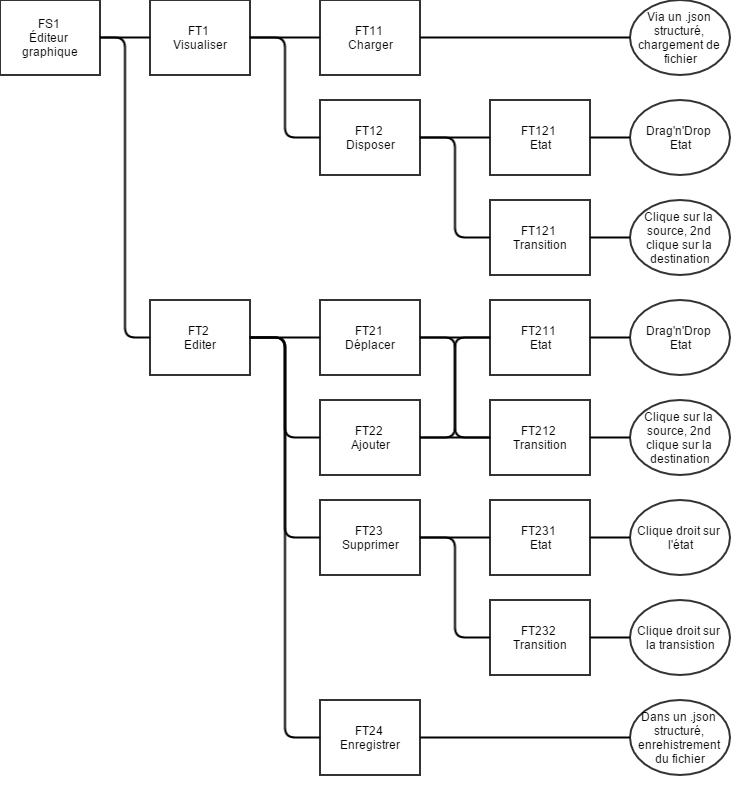 FS1
Éditeur
graphique
FT1
Visualiser
FT11
Charger
Via un .json
structuré,
chargement de
fichier
FT12
Disposer
FT121
Etat
Drag'n'Drop
Etat
FT121
Transition
Clique sur la
source, 2nd
clique sur la
destination
FT2
Editer
FT21
Déplacer
FT211
Etat
Drag'n'Drop
Etat
FT22
Ajouter
FT212
Transition
Clique sur la
source, 2nd
clique sur la
destination
FT23
Supprimer
FT231
Etat
Clique droit sur
l'état
FT232
Transition
Clique droit sur
la transistion
FT24
Enregistrer
Dans un .json
structuré,
enrehistrement
du fichier